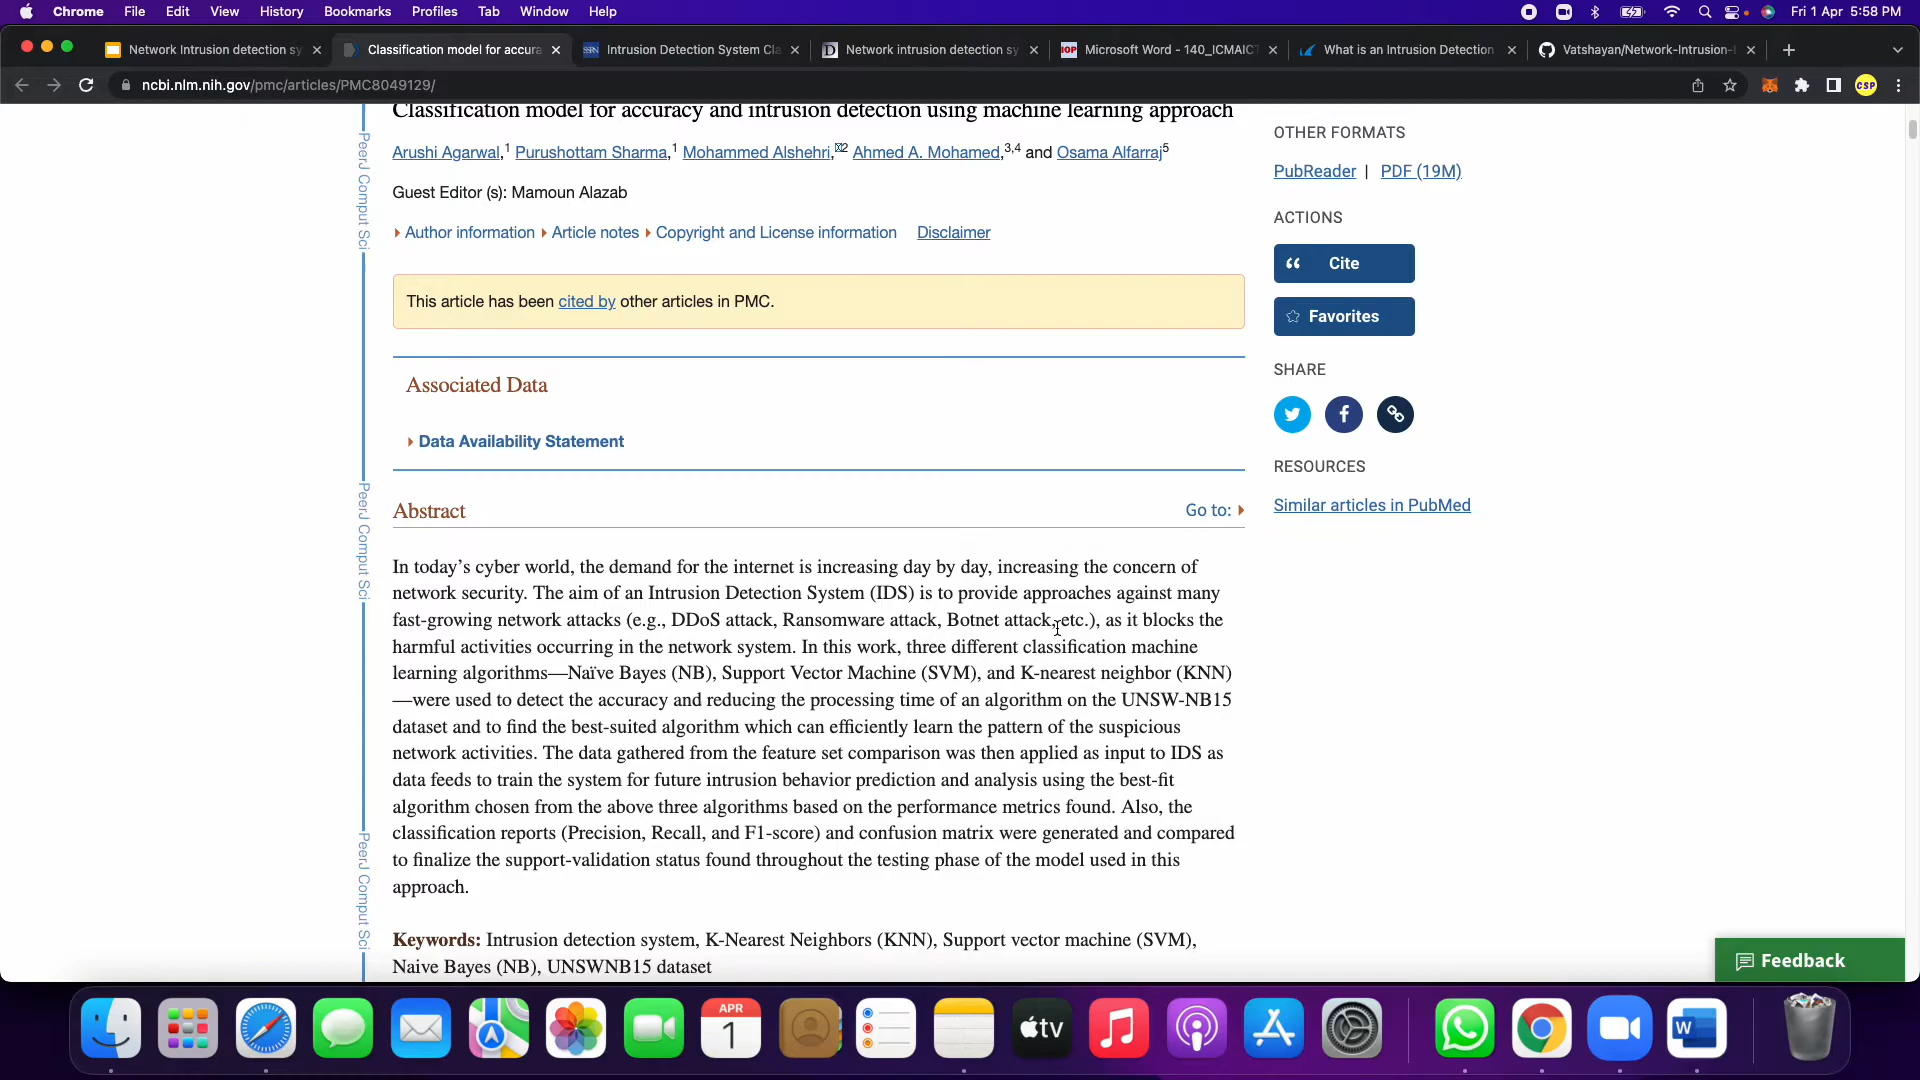 Chrome File Edit View History Bookmarks Profiles Tab Window Help Fri 1 Apr 5:58 PM
Network Intrusion detection sy Classification model for accura SSRN Intrusion Detection System Cla Network intrusion detection sy IOP Microsoft Word - 140_ICMAICT What is an Intrusion Detection Vatshayan/Network-Intrusion-
ncbi.nlm.nih.gov/pmc/articles/PMC8049129/ CSP
Classification model for accuracy and intrusion detection using machine learning approach
Arushi Agarwal,1 Purushottam Sharma,1 Mohammed Alshehri,✉2 Ahmed A. Mohamed,3,4 and Osama Alfarraj5
Guest Editor (s): Mamoun Alazab
Author information Article notes Copyright and License information Disclaimer
This article has been cited by other articles in PMC.
Associated Data
Data Availability Statement
Abstract Go to:
In today’s cyber world, the demand for the internet is increasing day by day, increasing the concern of
network security. The aim of an Intrusion Detection System (IDS) is to provide approaches against many
fast-growing network attacks (e.g., DDoS attack, Ransomware attack, Botnet attack, etc.), as it blocks the
harmful activities occurring in the network system. In this work, three different classification machine
learning algorithms—Naïve Bayes (NB), Support Vector Machine (SVM), and K-nearest neighbor (KNN)
—were used to detect the accuracy and reducing the processing time of an algorithm on the UNSW-NB15
dataset and to find the best-suited algorithm which can efficiently learn the pattern of the suspicious
network activities. The data gathered from the feature set comparison was then applied as input to IDS as
data feeds to train the system for future intrusion behavior prediction and analysis using the best-fit
algorithm chosen from the above three algorithms based on the performance metrics found. Also, the
classification reports (Precision, Recall, and F1-score) and confusion matrix were generated and compared
to finalize the support-validation status found throughout the testing phase of the model used in this
approach.
Keywords: Intrusion detection system, K-Nearest Neighbors (KNN), Support vector machine (SVM),
Naive Bayes (NB), UNSWNB15 dataset
PeerJ Comput Sci
PeerJ Comput Sci
PeerJ Comput Sci
OTHER FORMATS
PubReader | PDF (19M)
ACTIONS
Cite
Favorites
SHARE
RESOURCES
Similar articles in PubMed
Feedback
APR
1
tv
W